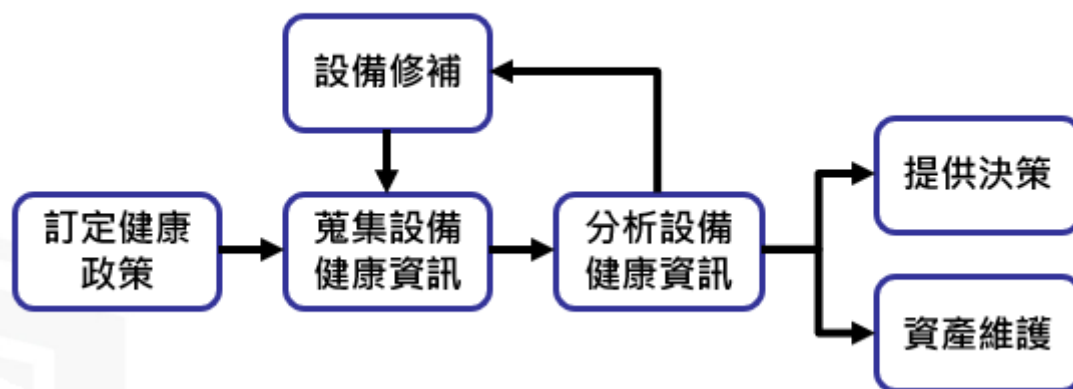 設備修補
訂定健康
政策
蒐集設備
健康資訊
分析設備
健康資訊
提供決策
資產維護